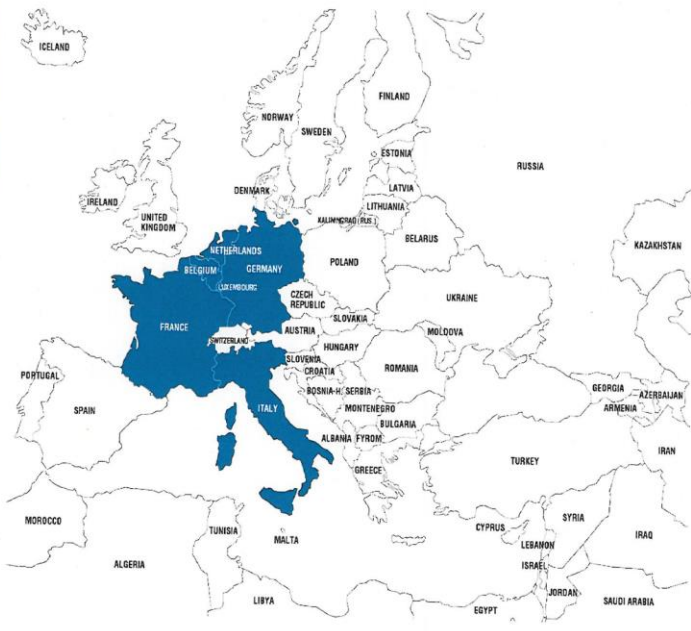 ICELAND
FINLAND
NORWAY
SWEDEN
ESTONIA
RUSSIA
LATVIA
DENMARK
LITHUANIA
IRELAND
UNITED
KINGDOM
KALININGRAD (RUS.)
BELARUS
KAZAKHSTAN
NETHERLANDS
POLAND
BELGIUM
GERMANY
LUXEMBOURG
CZECH
REPUBLIC
UKRAINE
SLOVAKIA
FRANCE
AUSTRIA
MOLDOVA
SWITZERLAND
HUNGARY
SLOVENIA
ROMANIA
CROATIA
PORTUGAL
BOSNIA-H.
SERBIA
GEORGIA
AZERBAIJAN
SPAIN
ITALY
MONTENEGRO
ARMENIA
BULGARIA
ALBANIA
FYROM
IRAN
TURKEY
GREECE
MOROCCO
TUNISIA
MALTA
CYPRUS
SYRIA
IRAQ
LEBANON
ALGERIA
ISRAEL
JORDAN
LIBYA
EGYPT
SAUDI ARABIA